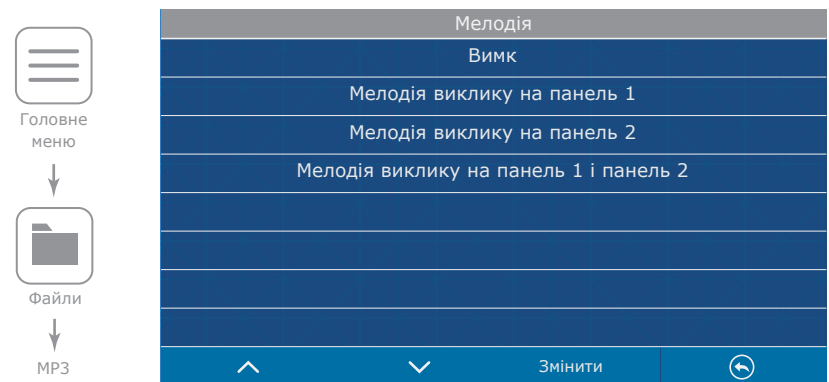 Головне
меню
Файли
MP3
Мелодія
Вимк
Мелодія виклику на панель 1
Мелодія виклику на панель 2
Мелодія виклику на панель 1 і панель 2
Змінити